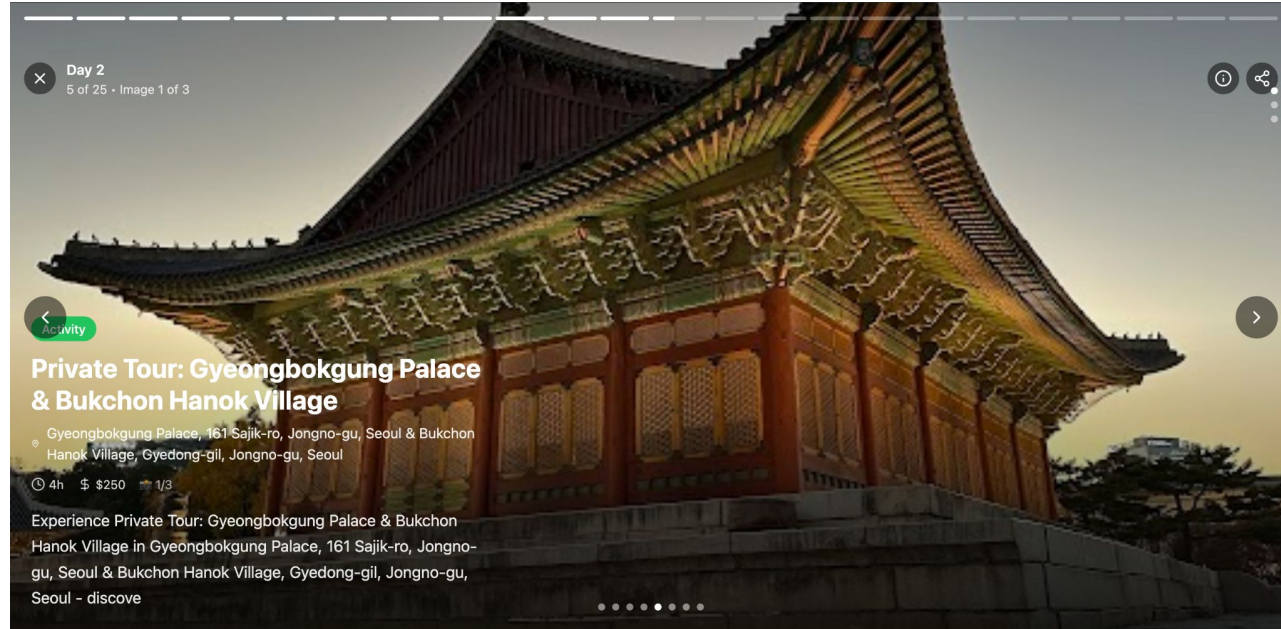 Day 2
5 of 25 • Image 1 of 3
Activity
Private Tour: Gyeongbokgung Palace
& Bukchon Hanok Village
Gyeongbokgung Palace, 161 Sajik-ro, Jongno-gu, Seoul & Bukchon
Hanok Village, Gyedong-gil, Jongno-gu, Seoul
4h $ $250 1/3
Experience Private Tour: Gyeongbokgung Palace & Bukchon
Hanok Village in Gyeongbokgung Palace, 161 Sajik-ro, Jongno-
gu, Seoul & Bukchon Hanok Village, Gyedong-gil, Jongno-gu,
Seoul - discove